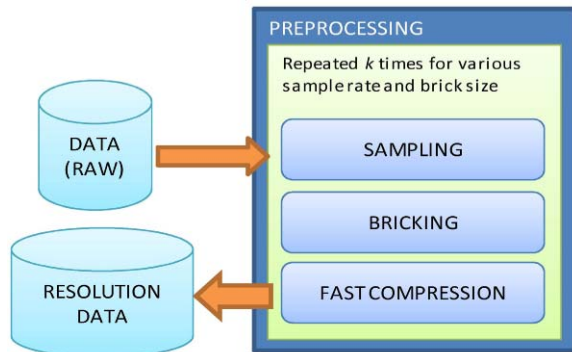 PREPROCESSING
Repeated k times for various
sample rate and brick size
DATA
(RAW)
SAMPLING
BRICKING
RESOLUTION
DATA
FAST COMPRESSION